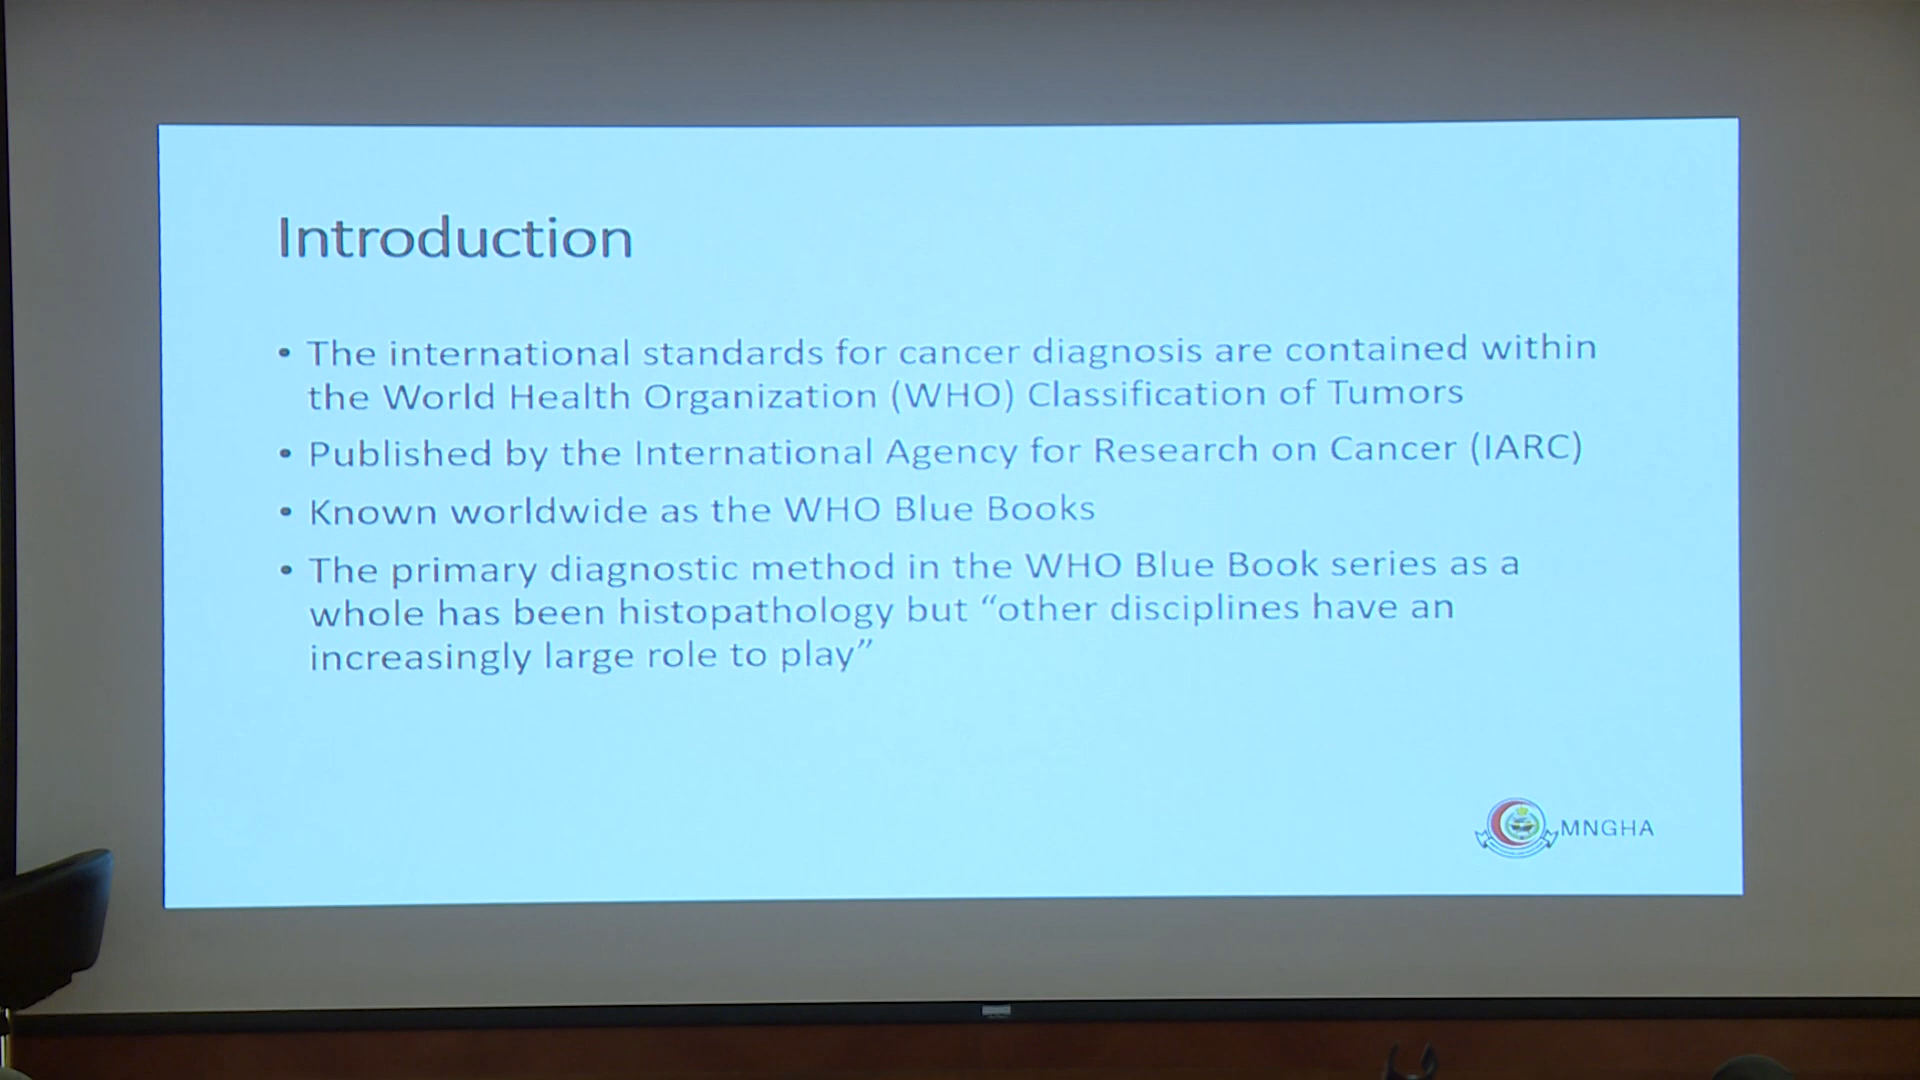 Introduction
• The international standards for cancer diagnosis are contained within
the World Health Organization (WHO) Classification of Tumors
• Published by the International Agency for Research on Cancer (IARC)
• Known worldwide as the WHO Blue Books
• The primary diagnostic method in the WHO Blue Book series as a
whole has been histopathology but “other disciplines have an
increasingly large role to play”
MNGHA